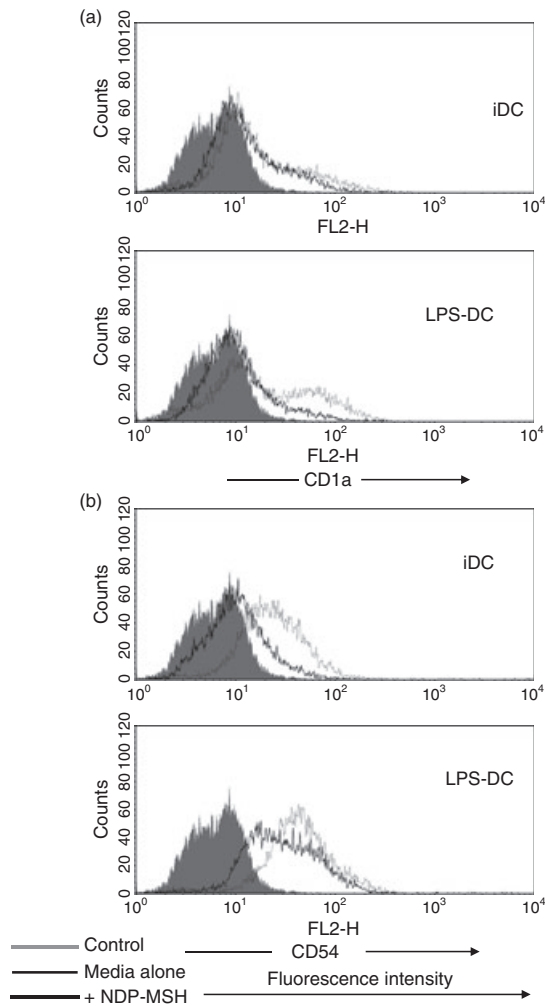 (a)
120
100
80
60
40
20
0
Counts
iDC
10^0 10^1 10^2 10^3 10^4
FL2-H
120
100
80
60
40
20
0
Counts
LPS-DC
10^0 10^1 10^2 10^3 10^4
FL2-H
CD1a
(b)
120
100
80
60
40
20
0
Counts
iDC
10^0 10^1 10^2 10^3 10^4
120
100
80
60
40
20
0
Counts
LPS-DC
10^0 10^1 10^2 10^3 10^4
FL2-H
CD54
Control
Media alone
+ NDP-MSH
Fluorescence intensity